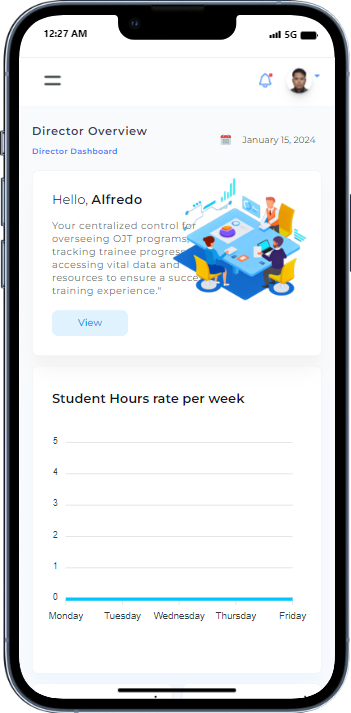 12:27 AM
5G
Director Overview
January 15, 2024
Director Dashboard
Hello, Alfredo
Your centralized control for
overseeing OJT programs,
tracking trainee progress
accessing vital data and
resources to ensure a succe
training experience."
View
Student Hours rate per week
5
4
3
2
1
0
Monday Tuesday Wednesday Thursday Friday